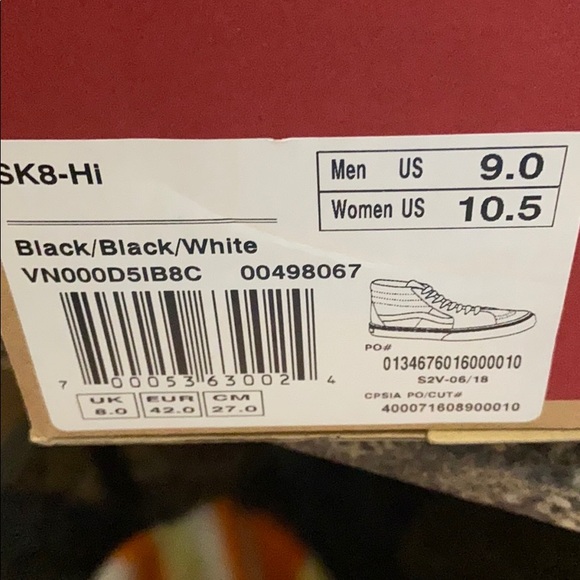 SK8-Hi
Men US 9.0
Women US 10.5
Black/Black/White
VN000D5IB8C 00498067
PO#
0134676016000010
S2V-06/18
CPSIA PO/CUT#
400071608900010
7 00053 63002 4
UK EUR CM
8.0 42.0 27.0